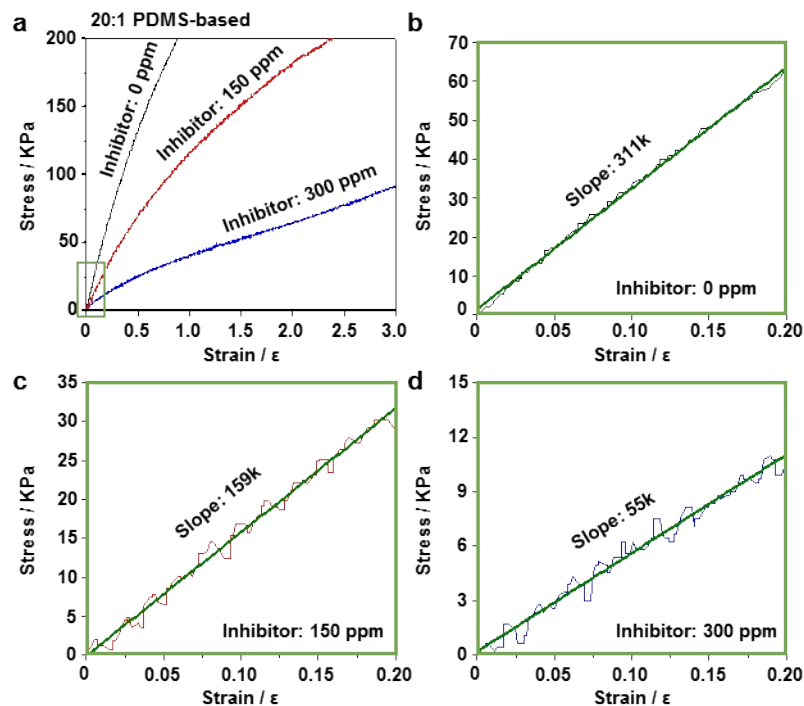 a
20:1 PDMS-based
200
150
100
50
0
Stress / KPa
Inhibitor: 0 ppm
Inhibitor: 150 ppm
Inhibitor: 300 ppm
0 0.5 1.0 1.5 2.0 2.5 3.0
Strain / ε
b
70
60
50
40
30
20
10
0
Stress / KPa
Slope: 311k
Inhibitor: 0 ppm
0 0.05 0.10 0.15 0.20
Strain / ε
c
35
30
25
20
15
10
5
0
Stress / KPa
Slope: 159k
Inhibitor: 150 ppm
0 0.05 0.10 0.15 0.20
Strain / ε
d
15
12
9
6
3
0
Stress / KPa
Slope: 55k
Inhibitor: 300 ppm
0 0.05 0.10 0.15 0.20
Strain / ε